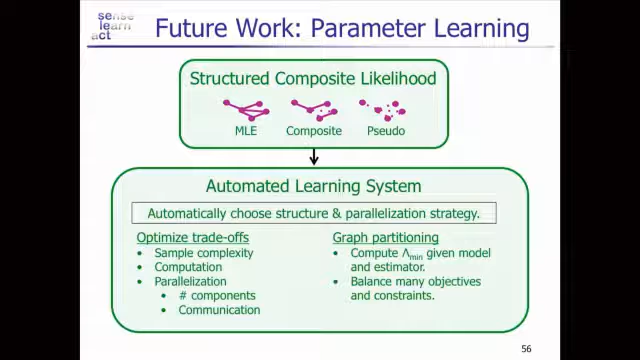 sense
learn
act
Future Work: Parameter Learning
Structured Composite Likelihood
MLE Composite Pseudo
Automated Learning System
Automatically choose structure & parallelization strategy.
Optimize trade-offs
• Sample complexity
• Computation
• Parallelization
• # components
• Communication
Graph partitioning
• Compute Λmin given model
and estimator.
• Balance many objectives
and constraints.
56